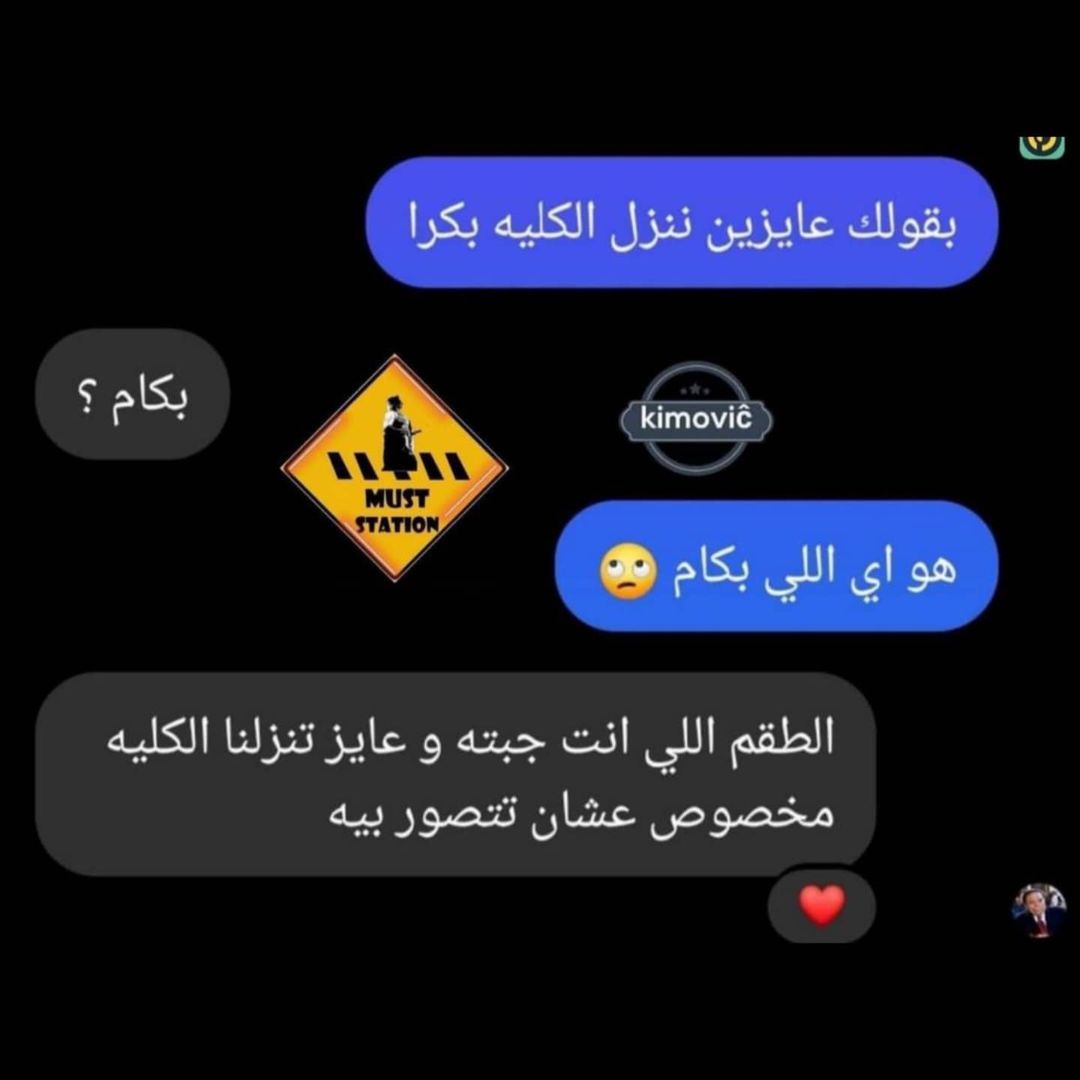 بقولك عايزين ننزل الكليه بكرا
بكام ؟
kimoviĉ
MUST
STATION
هو اي اللي بكام 🙄
الطقم اللي انت جبته و عايز تنزلنا الكليه
مخصوص عشان تتصور بيه
❤️